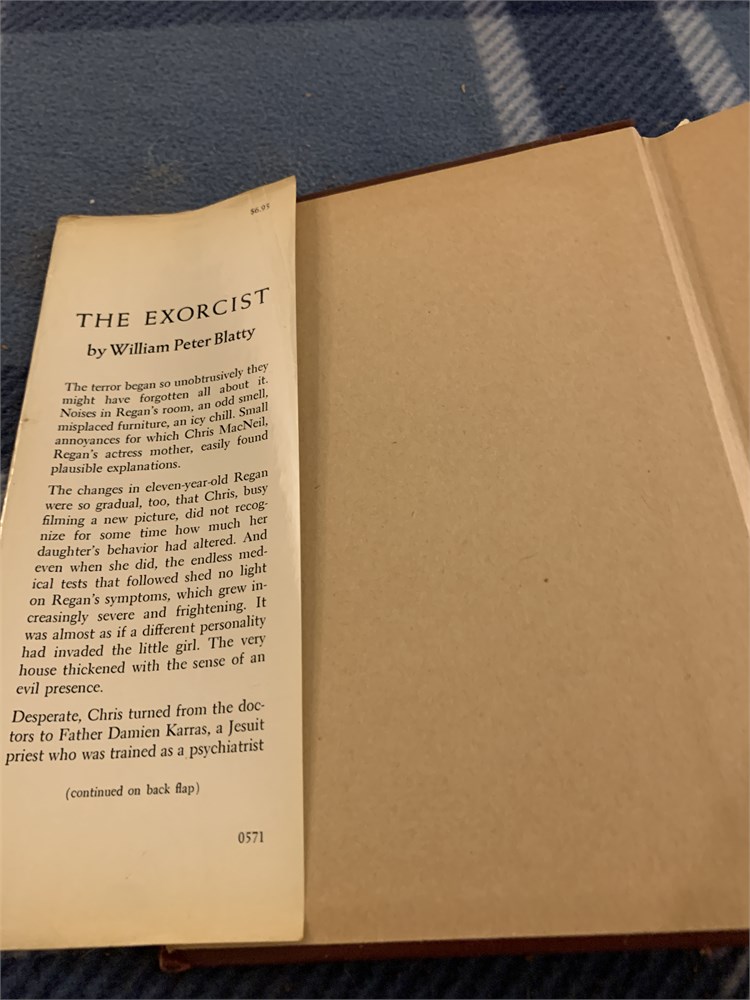 $6.95
THE EXORCIST
by William Peter Blatty
The terror began so unobtrusively they
might have forgotten all about it.
Noises in Regan's room, an odd smell,
misplaced furniture, an icy chill. Small
annoyances for which Chris MacNeil,
Regan's actress mother, easily found
plausible explanations.
The changes in eleven-year-old Regan
were so gradual, too, that Chris, busy
filming a new picture, did not recog-
nize for some time how much her
daughter's behavior had altered. And
even when she did, the endless med-
ical tests that followed shed no light
on Regan's symptoms, which grew in-
creasingly severe and frightening. It
was almost as if a different personality
had invaded the little girl. The very
house thickened with the sense of an
evil presence.
Desperate, Chris turned from the doc-
tors to Father Damien Karras, a Jesuit
priest who was trained as a psychiatrist
(continued on back flap)
0571